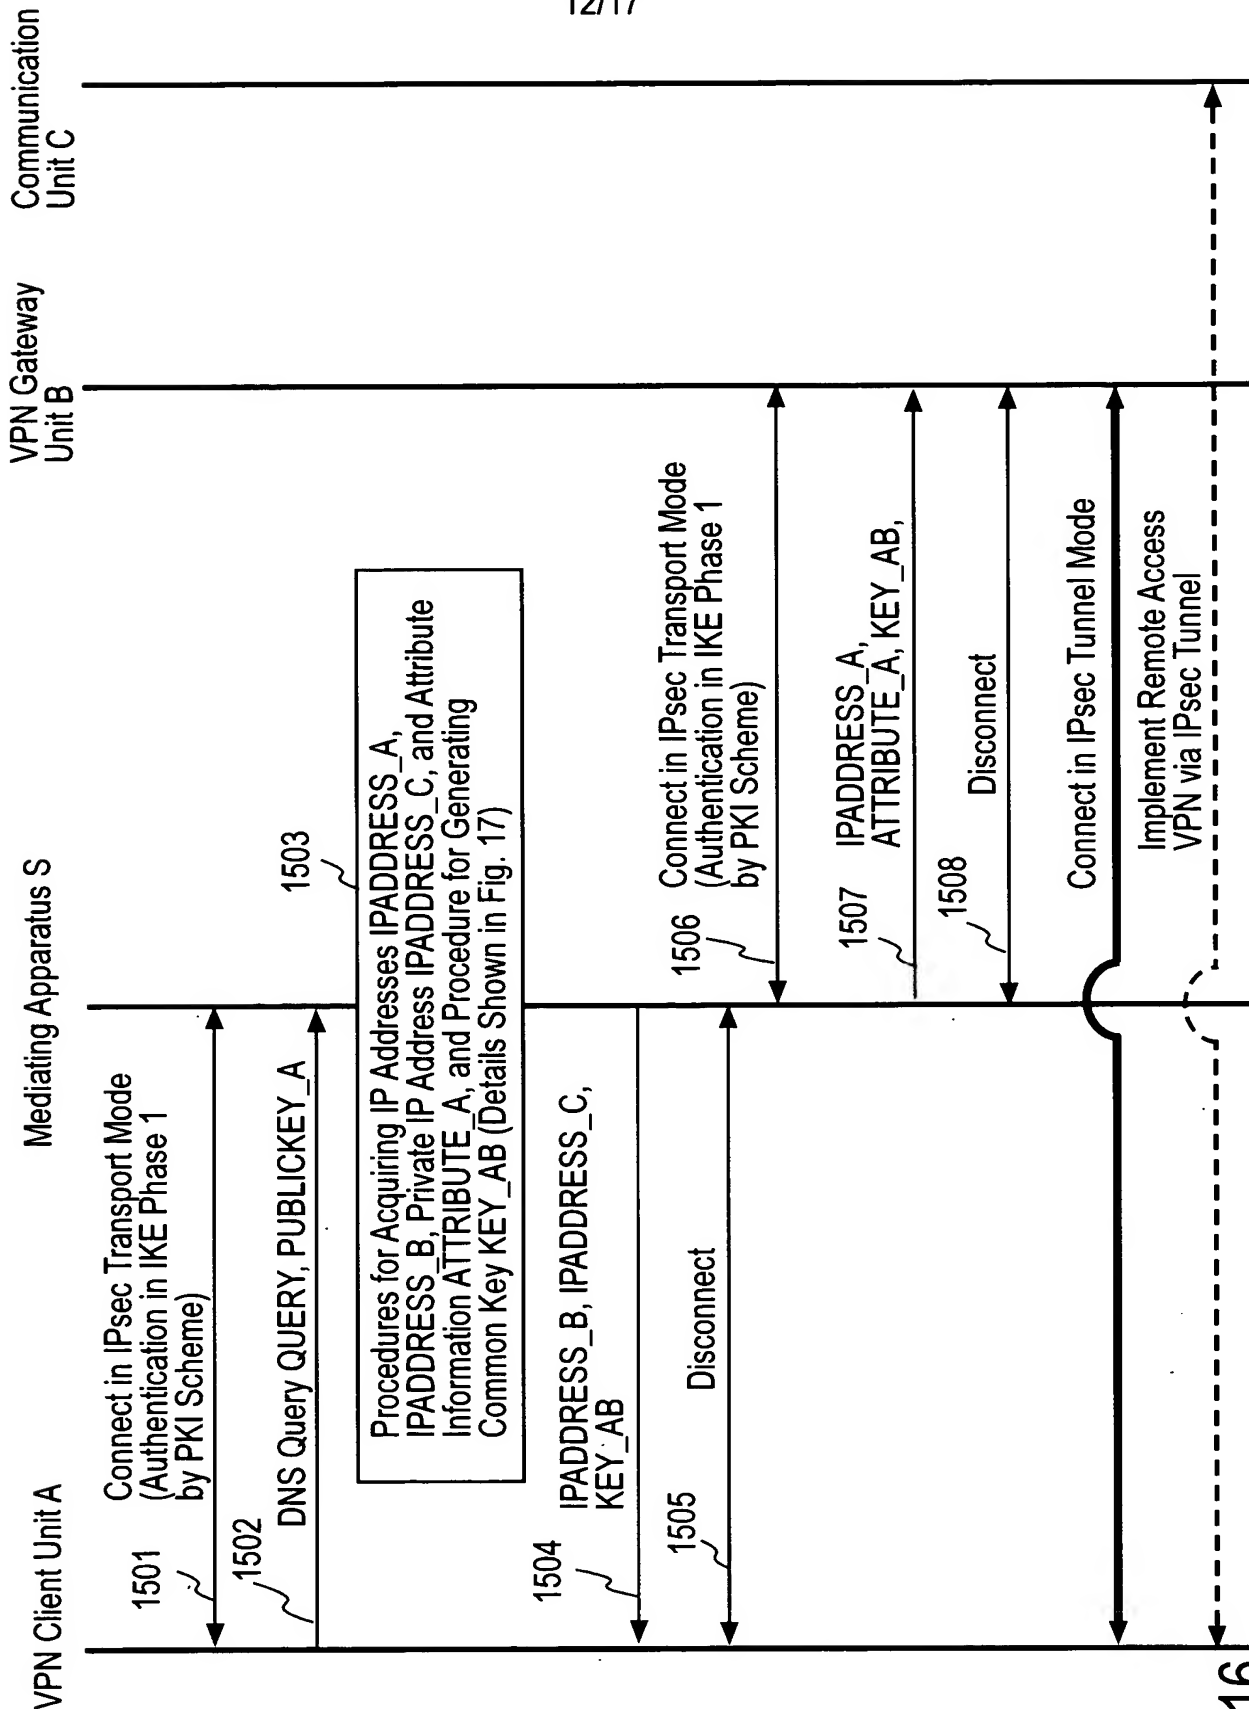 12/17
VPN Client Unit A
Mediating Apparatus S
VPN Gateway
Unit B
Communication
Unit C
1501
Connect in IPsec Transport Mode
(Authentication in IKE Phase 1
by PKI Scheme)
1502
DNS Query QUERY, PUBLICKEY_A
1503
Procedures for Acquiring IP Addresses IPADDRESS_A,
IPADDRESS_B, Private IP Address IPADDRESS_C, and Attribute
Information ATTRIBUTE_A, and Procedure for Generating
Common Key KEY_AB (Details Shown in Fig. 17)
1504
IPADDRESS_B, IPADDRESS_C,
KEY_AB
1505
Disconnect
1506
Connect in IPsec Transport Mode
(Authentication in IKE Phase 1
by PKI Scheme)
1507
IPADDRESS_A,
ATTRIBUTE_A, KEY_AB,
1508
Disconnect
Connect in IPsec Tunnel Mode
Implement Remote Access
VPN via IPsec Tunnel
16